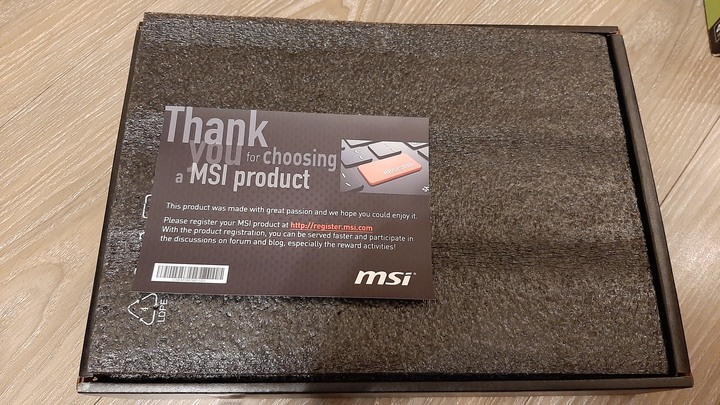 Thank
you for choosing
a MSI product
This product was made with great passion and we hope you could enjoy it.
Please register your MSI product at http://register.msi.com
With the product registration, you can be served faster and participate in
the discussions on forum and blog, especially the reward activities!
msi
LDPE